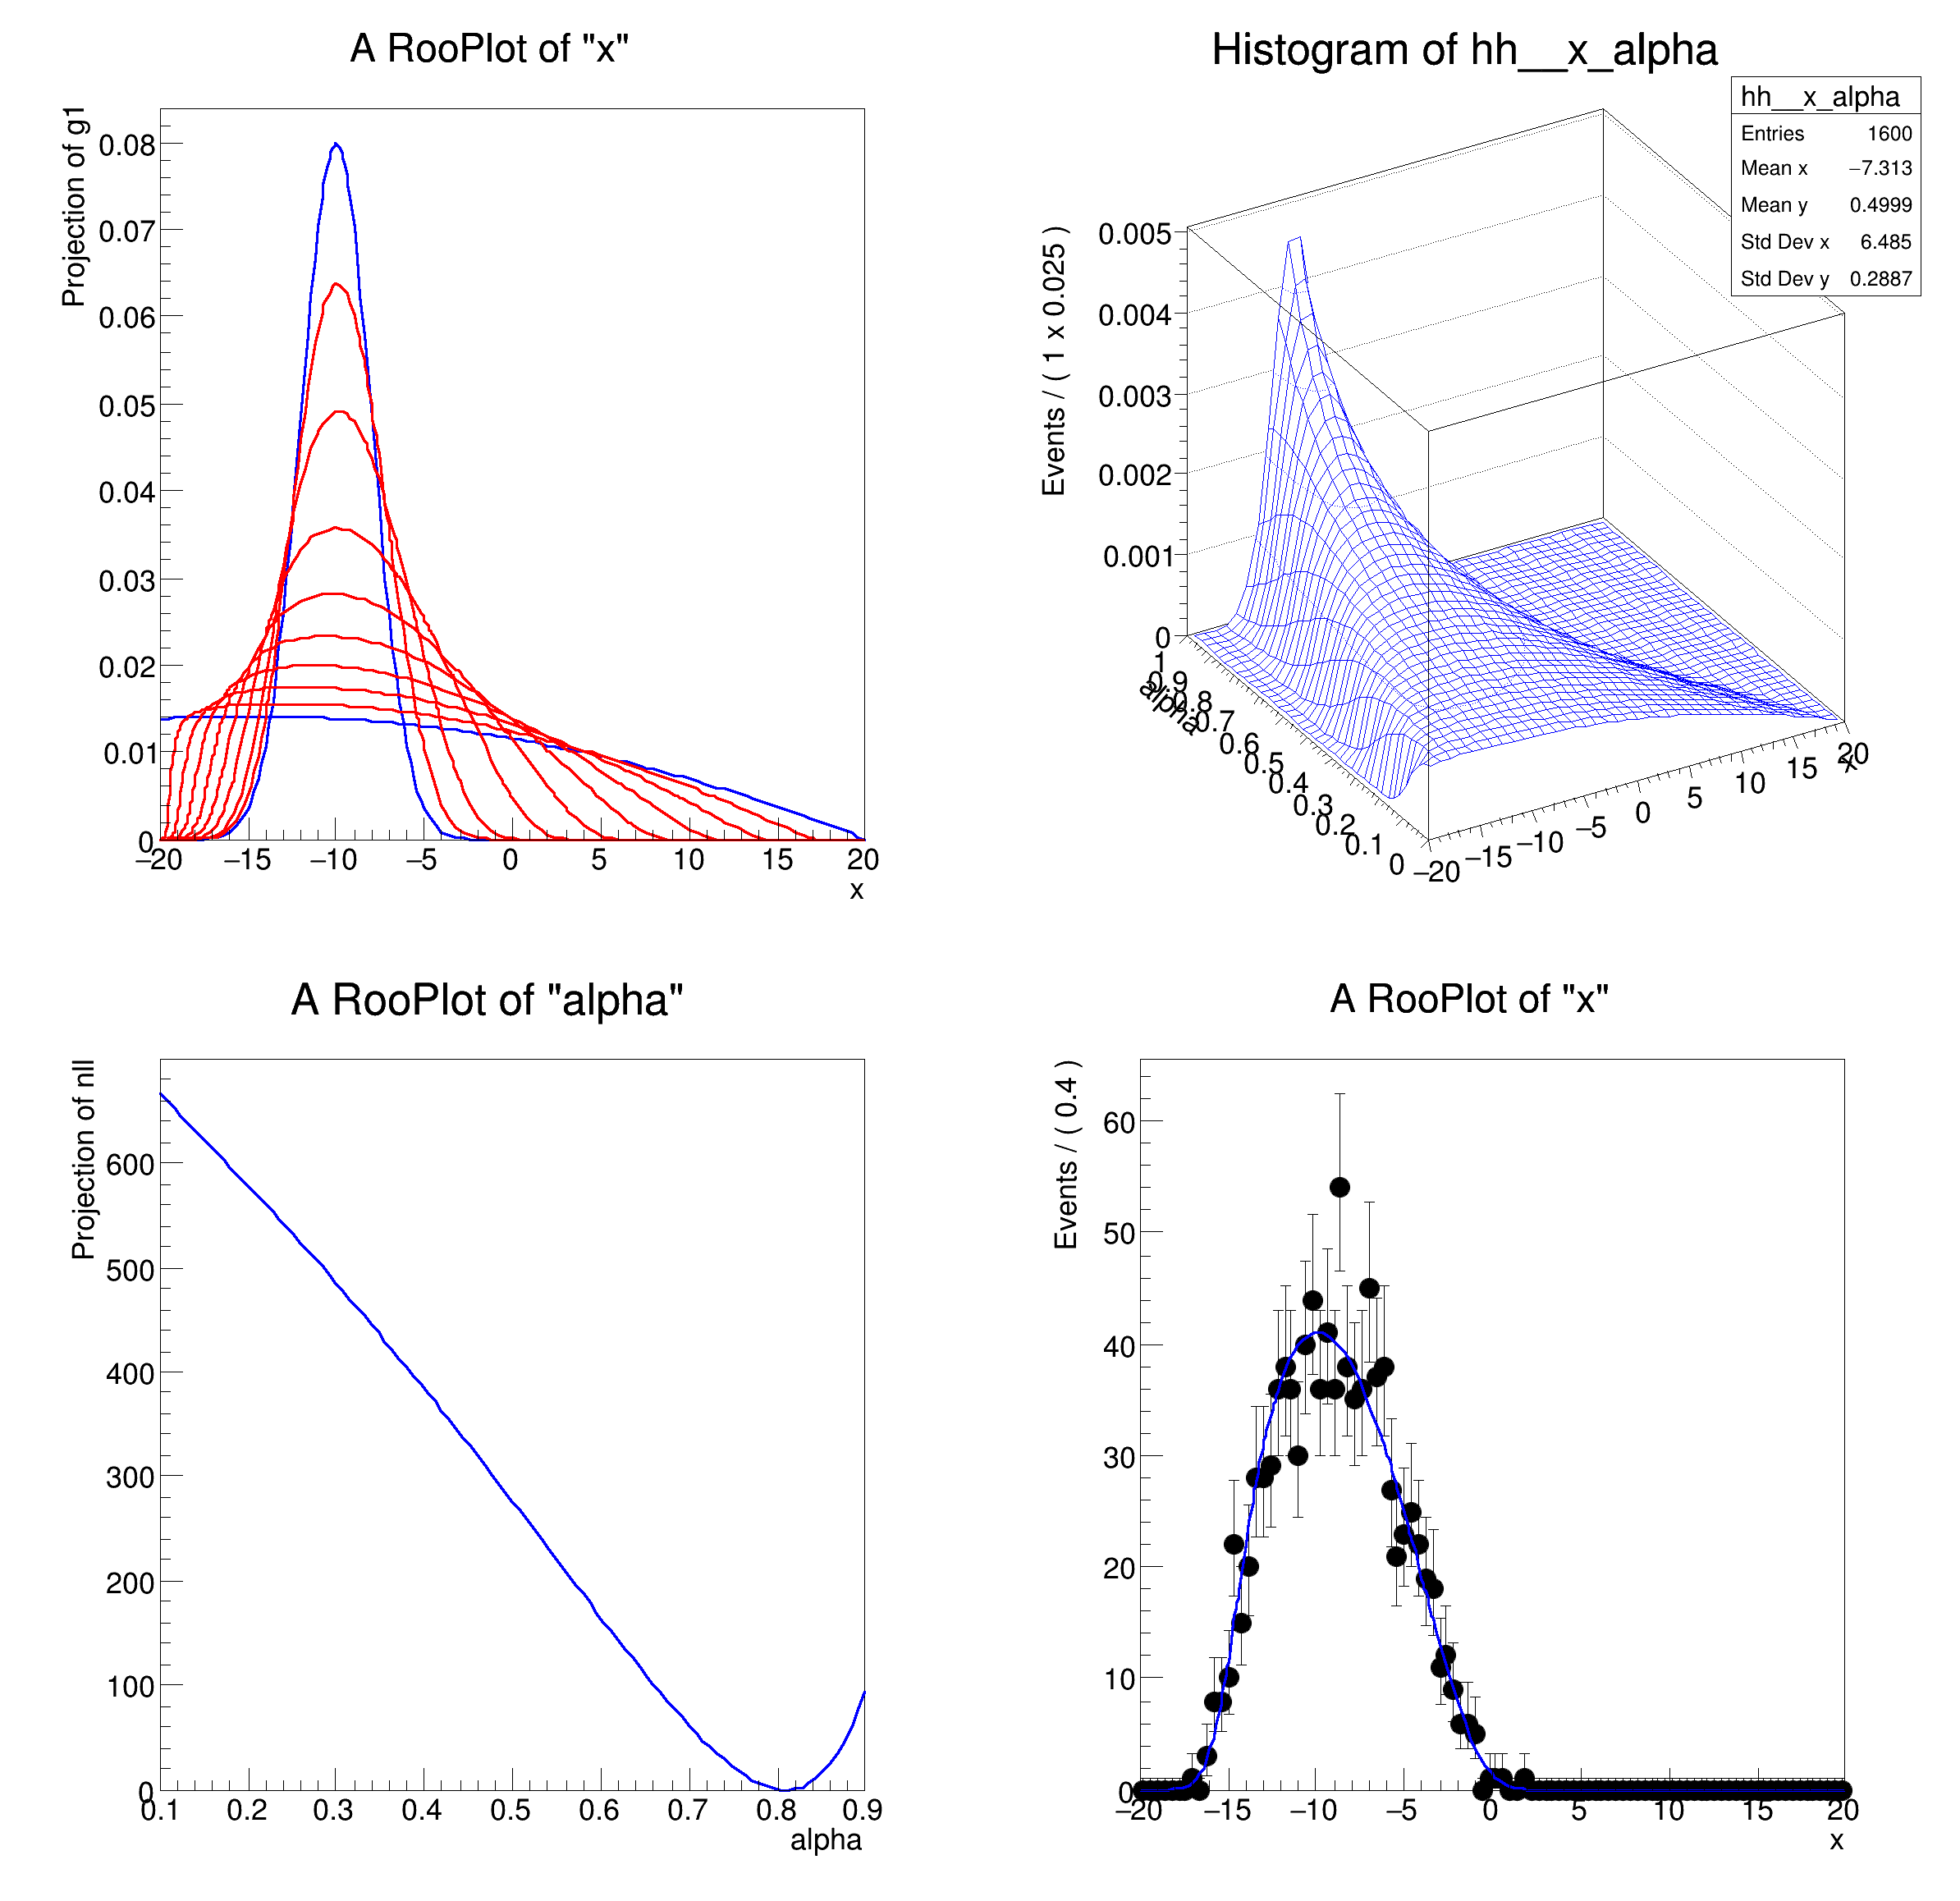 A RooPlot of "x"
Projection of g1
0.08
0.07
0.06
0.05
0.04
0.03
0.02
0.01
0
−20 −15 −10 −5 0 5 10 15 20
x
Histogram of hh__x_alpha
hh__x_alpha
Entries 1600
Mean x −7.313
Mean y 0.4999
Std Dev x 6.485
Std Dev y 0.2887
Events / ( 1 x 0.025 )
0.005
0.004
0.003
0.002
0.001
0
1 0.9 0.8 0.7 0.6 0.5 0.4 0.3 0.2 0.1 0
alpha
−20 −15 −10 −5 0 5 10 15 20
x
A RooPlot of "alpha"
Projection of nll
600
500
400
300
200
100
0
0.1 0.2 0.3 0.4 0.5 0.6 0.7 0.8 0.9
alpha
A RooPlot of "x"
Events / ( 0.4 )
60
50
40
30
20
10
0
−20 −15 −10 −5 0 5 10 15 20
x